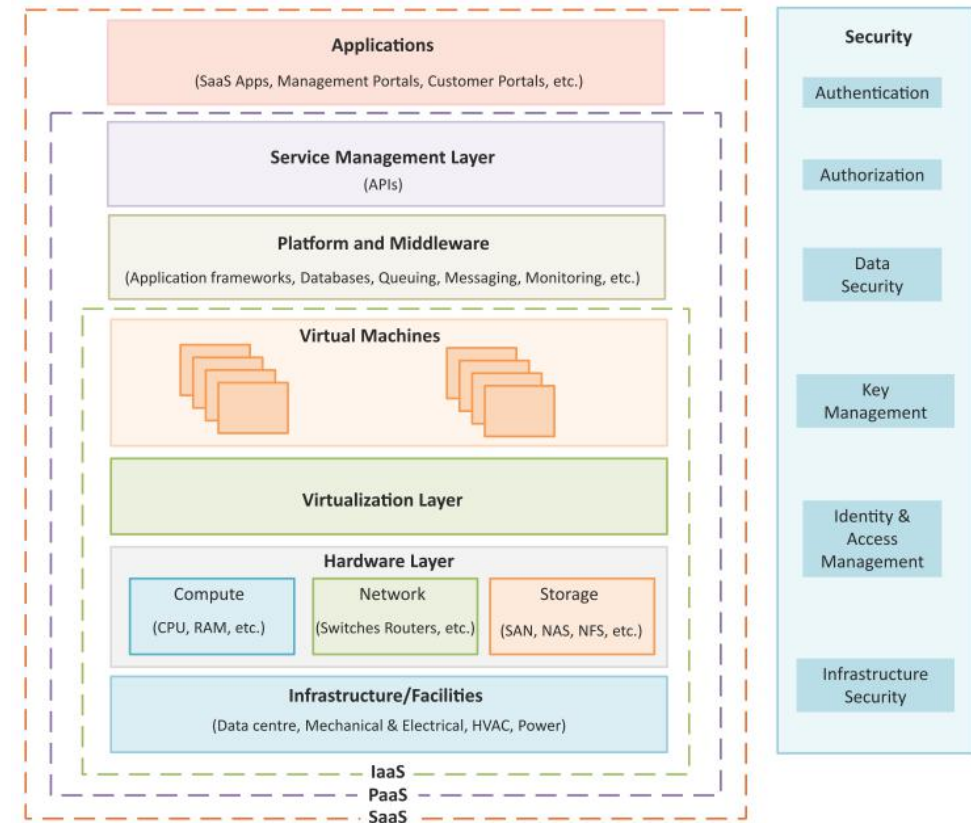 Applications
(SaaS Apps, Management Portals, Customer Portals, etc.)
Service Management Layer
(APIs)
Platform and Middleware
(Application frameworks, Databases, Queuing, Messaging, Monitoring, etc.)
Virtual Machines
Virtualization Layer
Hardware Layer
Compute
(CPU, RAM, etc.)
Network
(Switches Routers, etc.)
Storage
(SAN, NAS, NFS, etc.)
Infrastructure/Facilities
(Data centre, Mechanical & Electrical, HVAC, Power)
IaaS
PaaS
SaaS
Security
Authentication
Authorization
Data
Security
Key
Management
Identity &
Access
Management
Infrastructure
Security